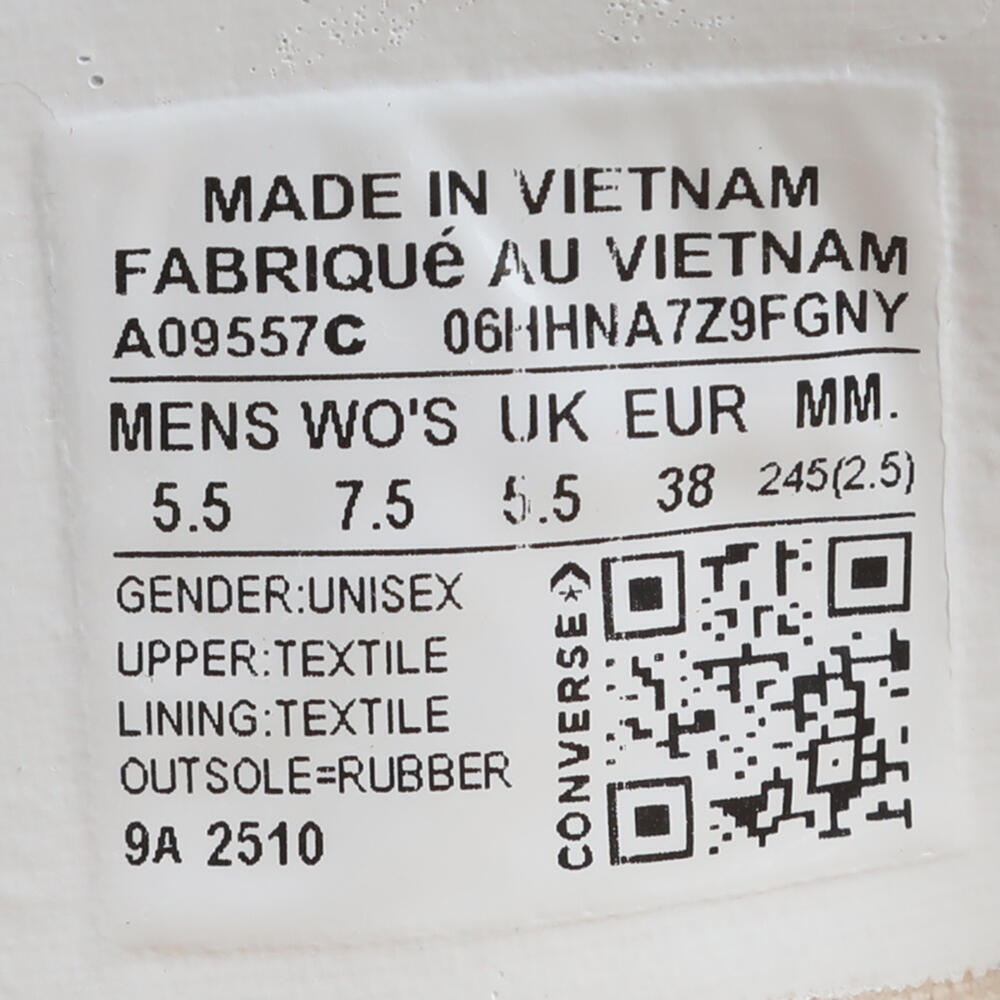 MADE IN VIETNAM
FABRIQUé AU VIETNAM
A09557C 06HHNA7Z9FGNY
MENS WO'S UK EUR MM.
5.5 7.5 5.5 38 245(2.5)
GENDER:UNISEX
UPPER:TEXTILE
LINING:TEXTILE
OUTSOLE=RUBBER
9A 2510
CONVERSE